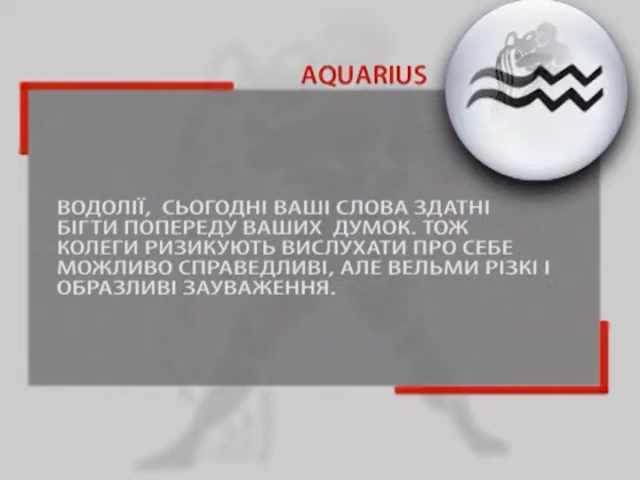 AQUARIUS
ВОДОЛІЇ, СЬОГОДНІ ВАШІ СЛОВА ЗДАТНІ
БІГТИ ПОПЕРЕДУ ВАШИХ ДУМОК. ТОЖ
КОЛЕГИ РИЗИКУЮТЬ ВИСЛУХАТИ ПРО СЕБЕ
МОЖЛИВО СПРАВЕДЛИВІ, АЛЕ ВЕЛЬМИ РІЗКІ І
ОБРАЗЛИВІ ЗАУВАЖЕННЯ.